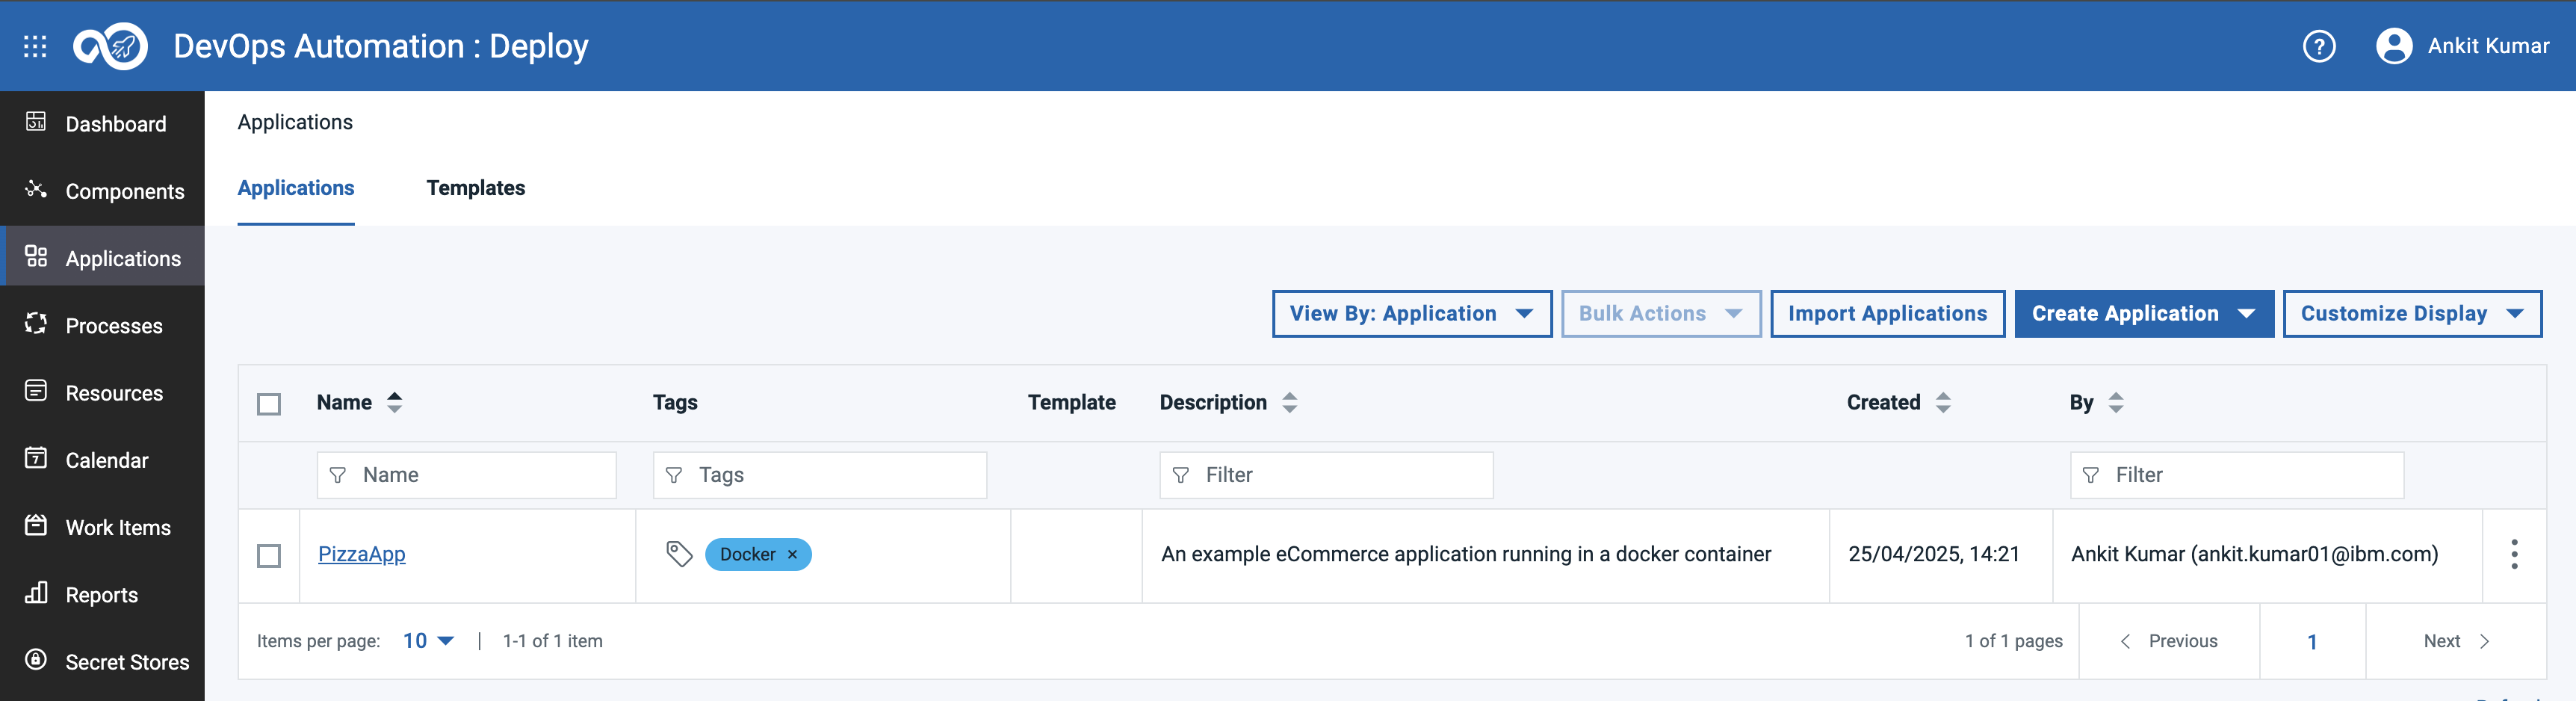 DevOps Automation : Deploy
? Ankit Kumar
Dashboard
Components
Applications
Processes
Resources
7 Calendar
Work Items
Reports
Secret Stores
Applications
Applications Templates
View By: Application Bulk Actions Import Applications Create Application Customize Display
Name Tags Template Description Created By
Name Tags Filter Filter
PizzaApp Docker × An example eCommerce application running in a docker container 25/04/2025, 14:21 Ankit Kumar (ankit.kumar01@ibm.com)
Items per page: 10 | 1-1 of 1 item 1 of 1 pages Previous 1 Next